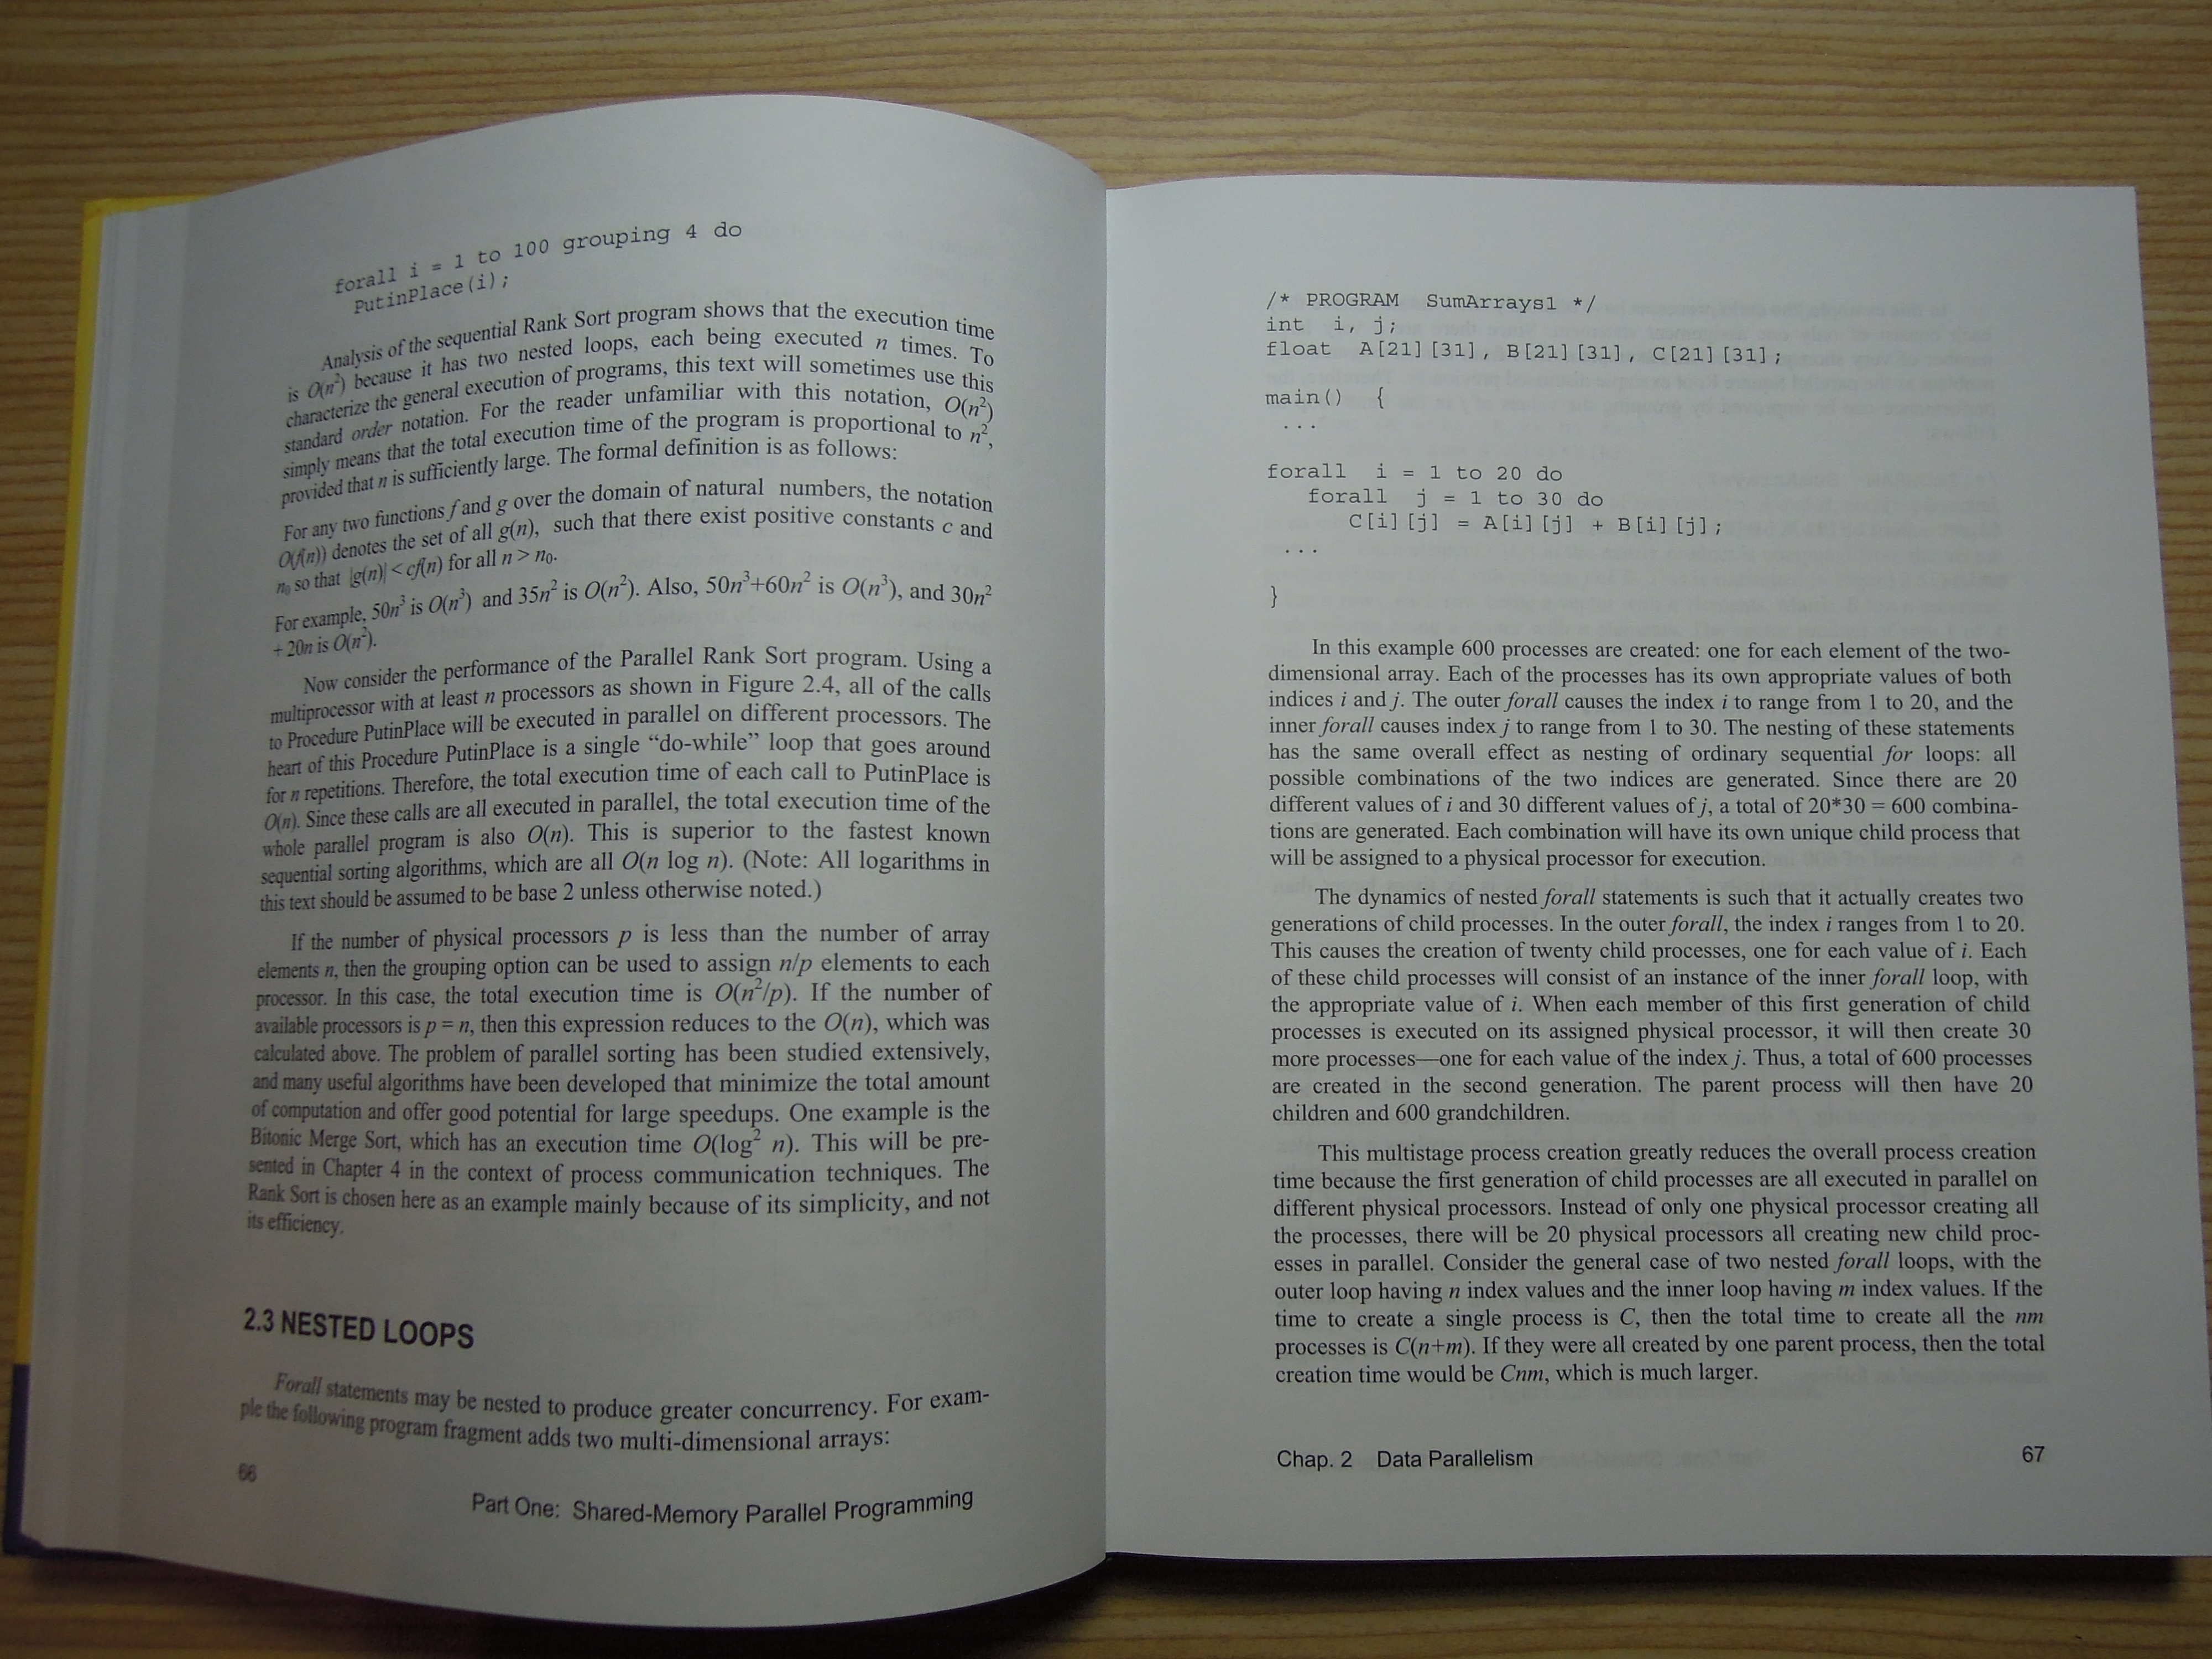 forall i = 1 to 100 grouping 4 do
PutinPlace(i);
Analysis of the sequential Rank Sort program shows that the execution time
is O(n²) because it has two nested loops, each being executed n times. To
characterize the general execution of programs, this text will sometimes use this
standard order notation. For the reader unfamiliar with this notation, O(n²)
simply means that the total execution time of the program is proportional to n²,
provided that n is sufficiently large. The formal definition is as follows:
For any two functions f and g over the domain of natural numbers, the notation
O(f(n)) denotes the set of all g(n), such that there exist positive constants c and
n₀ so that |g(n)| < cf(n) for all n > n₀.
For example, 50n³ is O(n³) and 35n² is O(n²). Also, 50n³+60n² is O(n³), and 30n²
+ 20n is O(n²).
Now consider the performance of the Parallel Rank Sort program. Using a
multiprocessor with at least n processors as shown in Figure 2.4, all of the calls
to Procedure PutinPlace will be executed in parallel on different processors. The
heart of this Procedure PutinPlace is a single “do-while” loop that goes around
for n repetitions. Therefore, the total execution time of each call to PutinPlace is
O(n). Since these calls are all executed in parallel, the total execution time of the
whole parallel program is also O(n). This is superior to the fastest known
sequential sorting algorithms, which are all O(n log n). (Note: All logarithms in
this text should be assumed to be base 2 unless otherwise noted.)
If the number of physical processors p is less than the number of array
elements n, then the grouping option can be used to assign n/p elements to each
processor. In this case, the total execution time is O(n²/p). If the number of
available processors is p = n, then this expression reduces to the O(n), which was
calculated above. The problem of parallel sorting has been studied extensively,
and many useful algorithms have been developed that minimize the total amount
of computation and offer good potential for large speedups. One example is the
Bitonic Merge Sort, which has an execution time O(log² n). This will be pre-
sented in Chapter 4 in the context of process communication techniques. The
Rank Sort is chosen here as an example mainly because of its simplicity, and not
its efficiency.
2.3 NESTED LOOPS
Forall statements may be nested to produce greater concurrency. For exam-
ple the following program fragment adds two multi-dimensional arrays:
66
Part One: Shared-Memory Parallel Programming
/* PROGRAM SumArrays1 */
int i, j;
float A[21][31], B[21][31], C[21][31];
main() {
...
forall i = 1 to 20 do
forall j = 1 to 30 do
C[i][j] = A[i][j] + B[i][j];
...
}
In this example 600 processes are created: one for each element of the two-
dimensional array. Each of the processes has its own appropriate values of both
indices i and j. The outer forall causes the index i to range from 1 to 20, and the
inner forall causes index j to range from 1 to 30. The nesting of these statements
has the same overall effect as nesting of ordinary sequential for loops: all
possible combinations of the two indices are generated. Since there are 20
different values of i and 30 different values of j, a total of 20*30 = 600 combina-
tions are generated. Each combination will have its own unique child process that
will be assigned to a physical processor for execution.
The dynamics of nested forall statements is such that it actually creates two
generations of child processes. In the outer forall, the index i ranges from 1 to 20.
This causes the creation of twenty child processes, one for each value of i. Each
of these child processes will consist of an instance of the inner forall loop, with
the appropriate value of i. When each member of this first generation of child
processes is executed on its assigned physical processor, it will then create 30
more processes—one for each value of the index j. Thus, a total of 600 processes
are created in the second generation. The parent process will then have 20
children and 600 grandchildren.
This multistage process creation greatly reduces the overall process creation
time because the first generation of child processes are all executed in parallel on
different physical processors. Instead of only one physical processor creating all
the processes, there will be 20 physical processors all creating new child proc-
esses in parallel. Consider the general case of two nested forall loops, with the
outer loop having n index values and the inner loop having m index values. If the
time to create a single process is C, then the total time to create all the nm
processes is C(n+m). If they were all created by one parent process, then the total
creation time would be Cnm, which is much larger.
Chap. 2 Data Parallelism
67